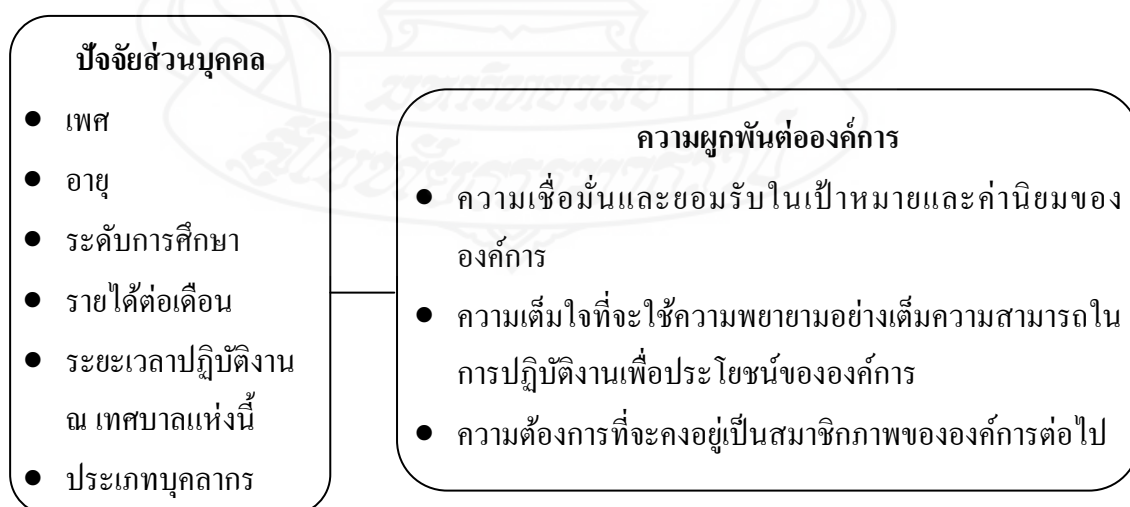 ปัจจัยส่วนบุคคล
● เพศ
● อายุ
● ระดับการศึกษา
● รายได้ต่อเดือน
● ระยะเวลาปฏิบัติงาน
ณ เทศบาลแห่งนี้
● ประเภทบุคลากร
ความผูกพันต่อองค์การ
● ความเชื่อมั่นและยอมรับในเป้าหมายและค่านิยมของ
องค์การ
● ความเต็มใจที่จะใช้ความพยายามอย่างเต็มความสามารถใน
การปฏิบัติงานเพื่อประโยชน์ขององค์การ
● ความต้องการที่จะคงอยู่เป็นสมาชิกภาพขององค์การต่อไป